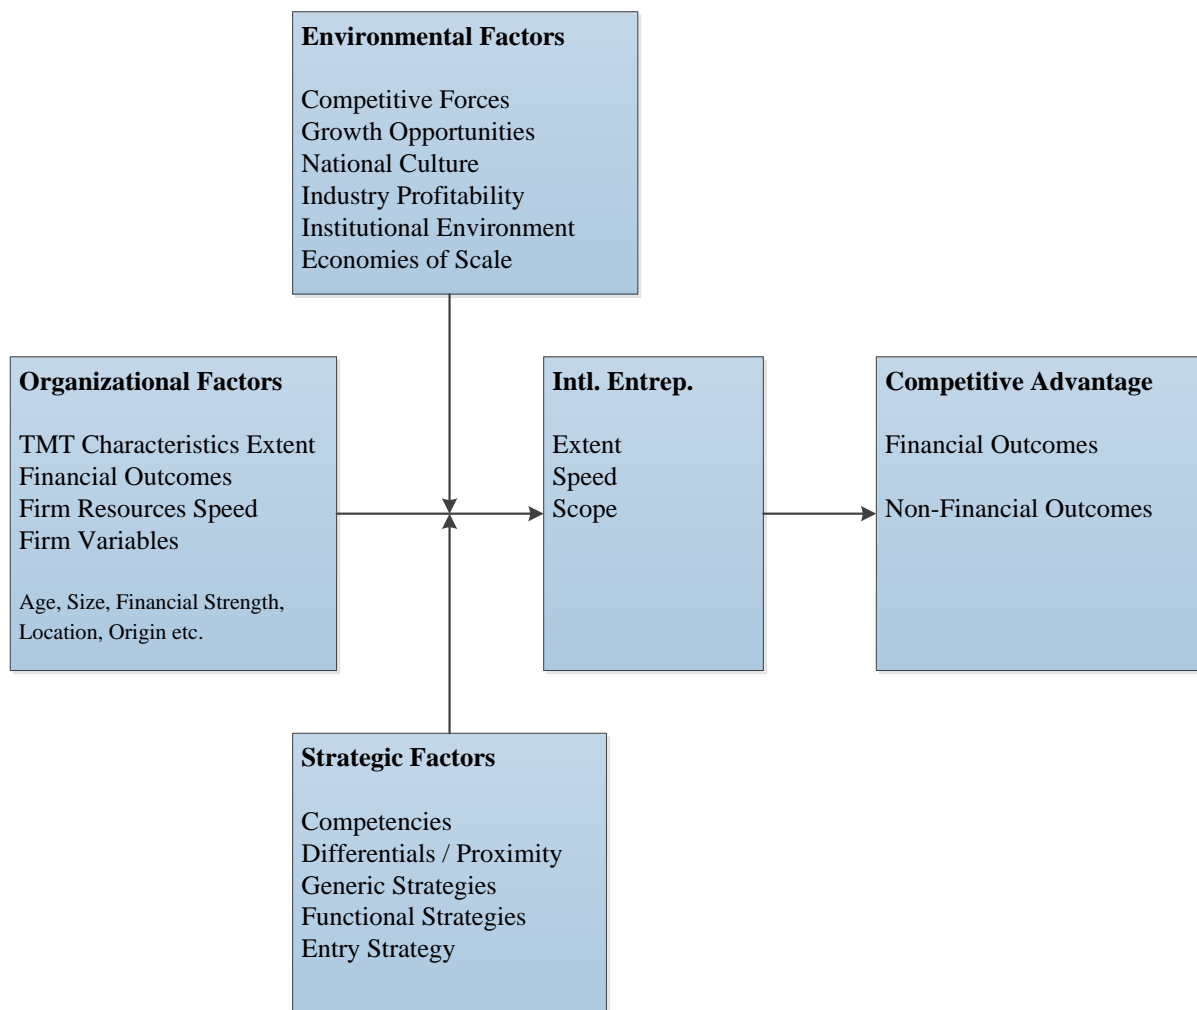 Environmental Factors
Competitive Forces
Growth Opportunities
National Culture
Industry Profitability
Institutional Environment
Economies of Scale
Organizational Factors
TMT Characteristics Extent
Financial Outcomes
Firm Resources Speed
Firm Variables
Age, Size, Financial Strength,
Location, Origin etc.
Intl. Entrep.
Extent
Speed
Scope
Competitive Advantage
Financial Outcomes
Non-Financial Outcomes
Strategic Factors
Competencies
Differentials / Proximity
Generic Strategies
Functional Strategies
Entry Strategy